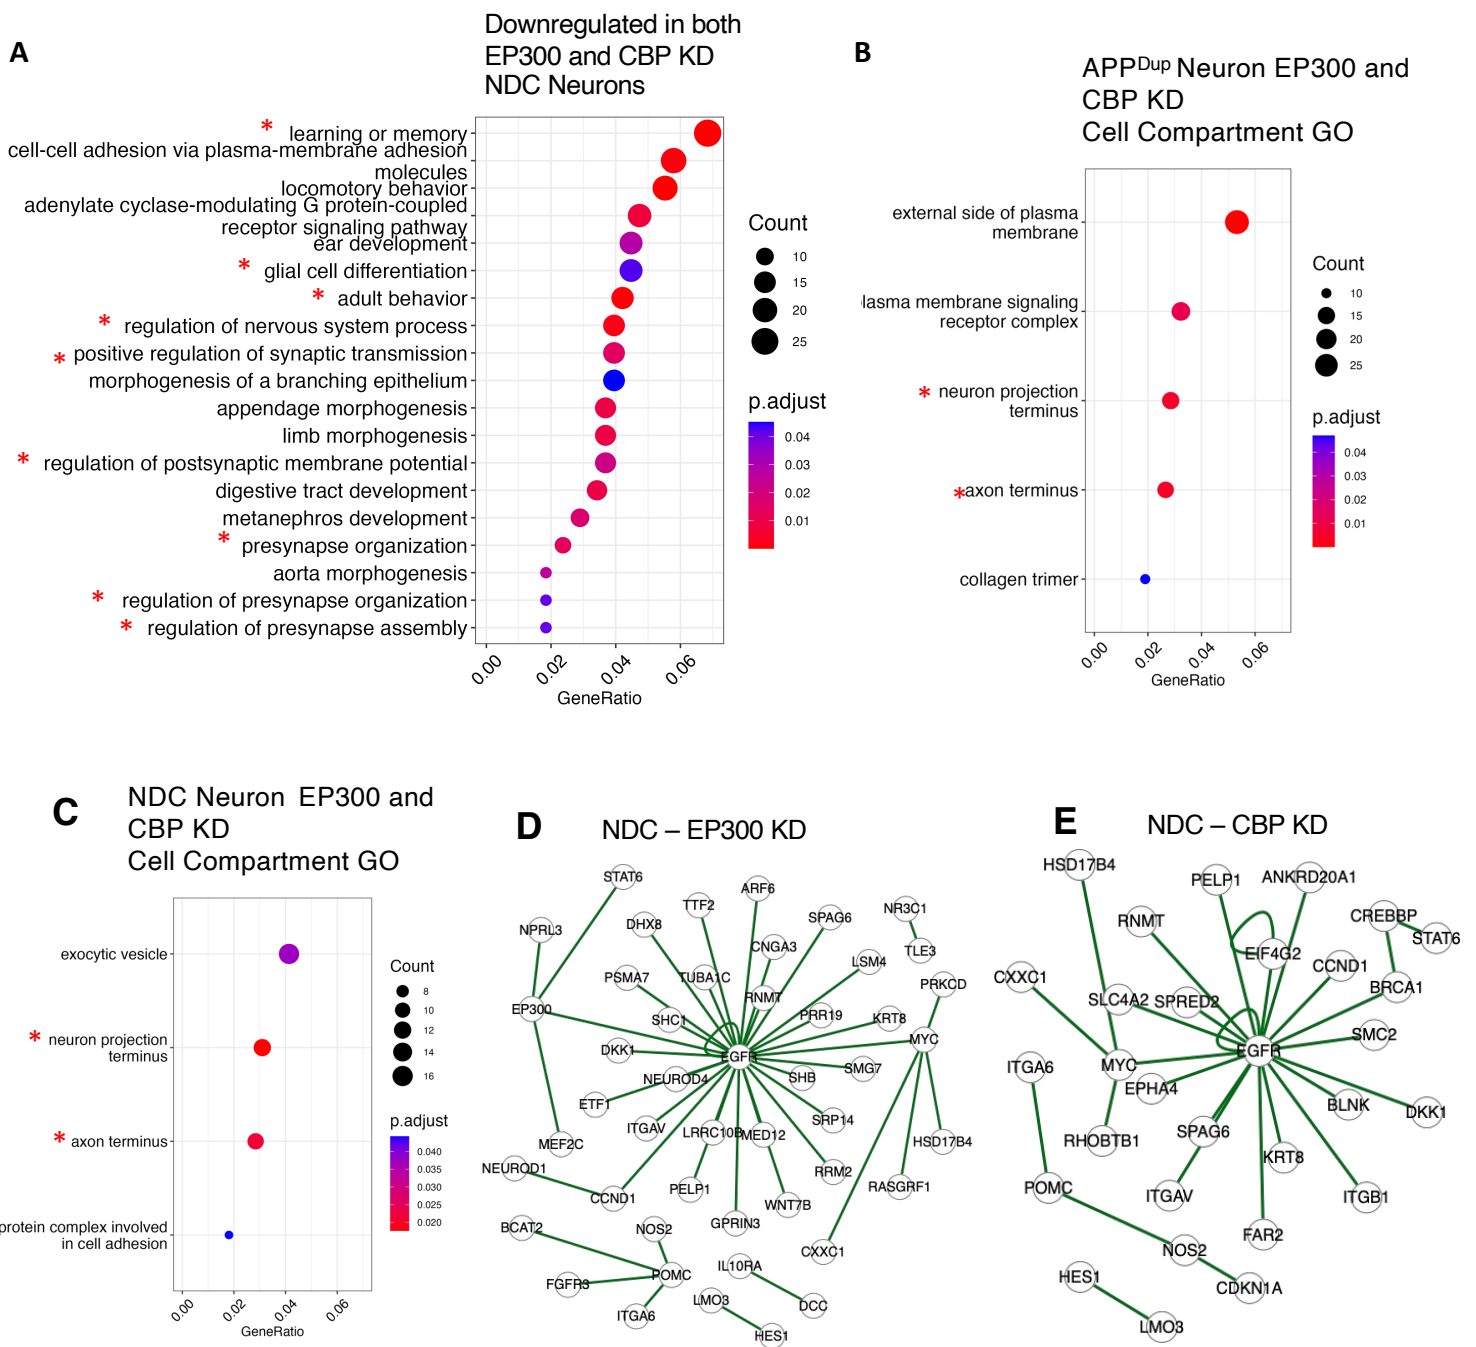 A
Downregulated in both
EP300 and CBP KD
NDC Neurons
* learning or memory
cell-cell adhesion via plasma-membrane adhesion
molecules
locomotory behavior
adenylate cyclase-modulating G protein-coupled
receptor signaling pathway
ear development
* glial cell differentiation
* adult behavior
* regulation of nervous system process
* positive regulation of synaptic transmission
morphogenesis of a branching epithelium
appendage morphogenesis
limb morphogenesis
* regulation of postsynaptic membrane potential
digestive tract development
metanephros development
* presynapse organization
aorta morphogenesis
* regulation of presynapse organization
* regulation of presynapse assembly
0.00 0.02 0.04 0.06
GeneRatio
Count
10
15
20
25
p.adjust
0.04
0.03
0.02
0.01
B
APPDup Neuron EP300 and
CBP KD
Cell Compartment GO
external side of plasma
membrane
lasma membrane signaling
receptor complex
* neuron projection
terminus
*axon terminus
collagen trimer
0.00 0.02 0.04 0.06
GeneRatio
Count
10
15
20
25
p.adjust
0.04
0.03
0.02
0.01
C
NDC Neuron EP300 and
CBP KD
Cell Compartment GO
exocytic vesicle
* neuron projection
terminus
* axon terminus
protein complex involved
in cell adhesion
0.00 0.02 0.04 0.06
GeneRatio
Count
8
10
12
14
16
p.adjust
0.040
0.035
0.030
0.025
0.020
D
NDC – EP300 KD
STAT6
ARF6
TTF2
NR3C1
SPAG6
DHX8
NPRL3
CNGA3
TLE3
LSM4
PSMA7
TUBA1C
PRKCD
RNMT
EP300
PRR19
SHC1
KRT8
MYC
DKK1
EGFR
SMG7
NEUROD4
SHB
ETF1
SRP14
ITGAV
LRRC10B
MED12
HSD17B4
MEF2C
NEUROD1
RRM2
PELP1
RASGRF1
CCND1
WNT7B
GPRIN3
BCAT2
NOS2
CXXC1
IL10RA
POMC
FGFR3
LMO3
DCC
ITGA6
HES1
E
NDC – CBP KD
HSD17B4
PELP1
ANKRD20A1
RNMT
CREBBP
STAT6
EIF4G2
CCND1
CXXC1
BRCA1
SLC4A2
SPRED2
SMC2
EGFR
MYC
ITGA6
EPHA4
BLNK
DKK1
SPAG6
RHOBTB1
KRT8
POMC
ITGAV
ITGB1
FAR2
NOS2
HES1
CDKN1A
LMO3